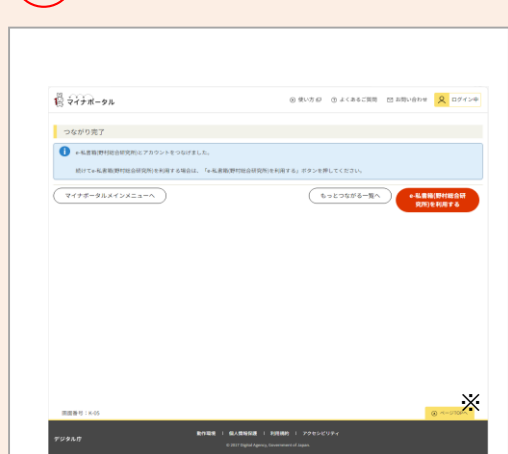 マイナポータル
使い方 よくあるご質問 お問い合わせ ログイン中
つながり完了
e-私書箱(野村総合研究所)とアカウントをつなげました。
続けてe-私書箱(野村総合研究所)を利用する場合は、「e-私書箱(野村総合研究所)を利用する」ボタンを押してください。
マイナポータルメインメニューへ
もっとつながる一覧へ
e-私書箱(野村総合研
究所)を利用する
画面番号：K-05
※
ページTOPへ
デジタル庁
動作環境 | 個人情報保護 | 利用規約 | アクセシビリティ
© 2017 Digital Agency, Government of Japan.